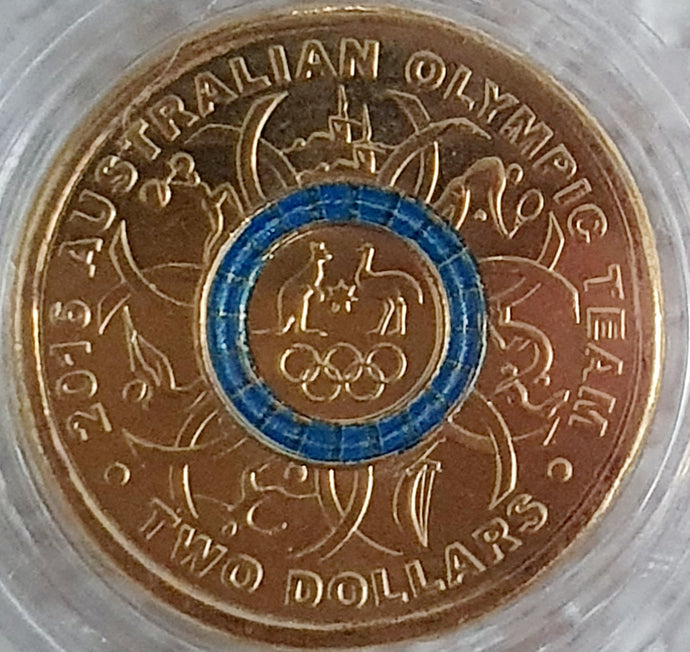 2016 AUSTRALIAN OLYMPIC TEAM
TWO DOLLARS